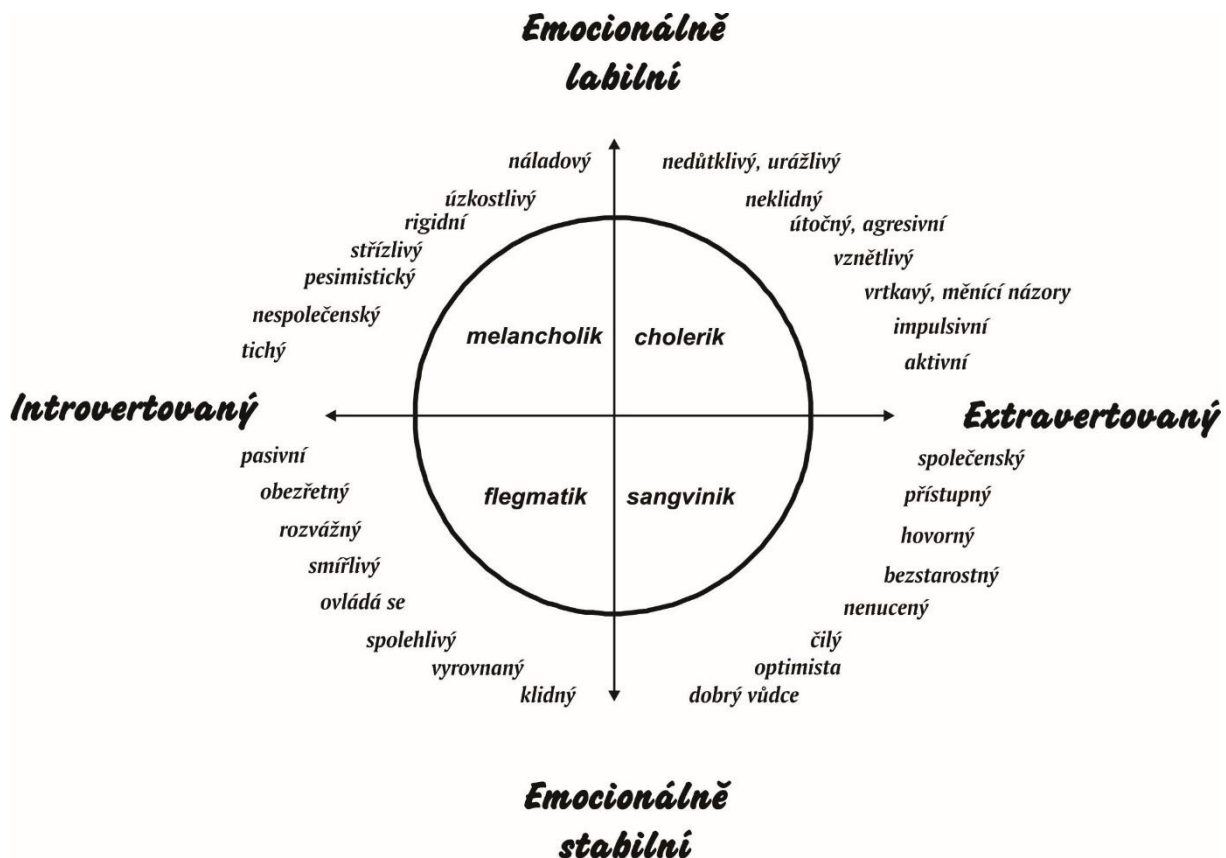 Emocionálně
labilní
náladový
nedůtklivý, urážlivý
úzkostlivý
neklidný
rigidní
útočný, agresivní
střízlivý
vznětlivý
pesimistický
vrtkavý, měnící názory
nespolečenský
impulsivní
tichý
aktivní
melancholik
cholerik
Introvertovaný
Extravertovaný
pasivní
společenský
obezřetný
přístupný
flegmatik
sangvinik
rozvážný
hovorný
smířlivý
bezstarostný
ovládá se
nenucený
spolehlivý
čilý
vyrovnaný
optimista
klidný
dobrý vůdce
Emocionálně
stabilní